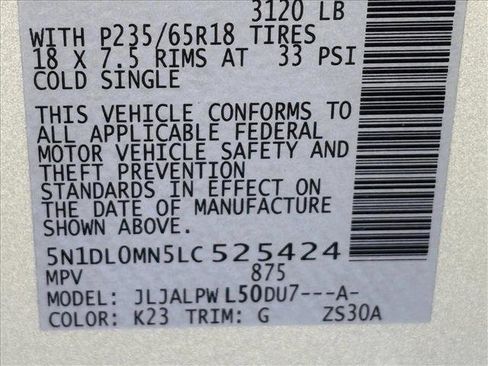 3120 LB
WITH P235/65R18 TIRES
18 X 7.5 RIMS AT 33 PSI
COLD SINGLE
THIS VEHICLE CONFORMS TO
ALL APPLICABLE FEDERAL
MOTOR VEHICLE SAFETY AND
THEFT PREVENTION
STANDARDS IN EFFECT ON
THE DATE OF MANUFACTURE
SHOWN ABOVE.
5N1DL0MN5LC525424
MPV 875
MODEL: JLJALPWL50DU7---A-
COLOR: K23 TRIM: G ZS30A